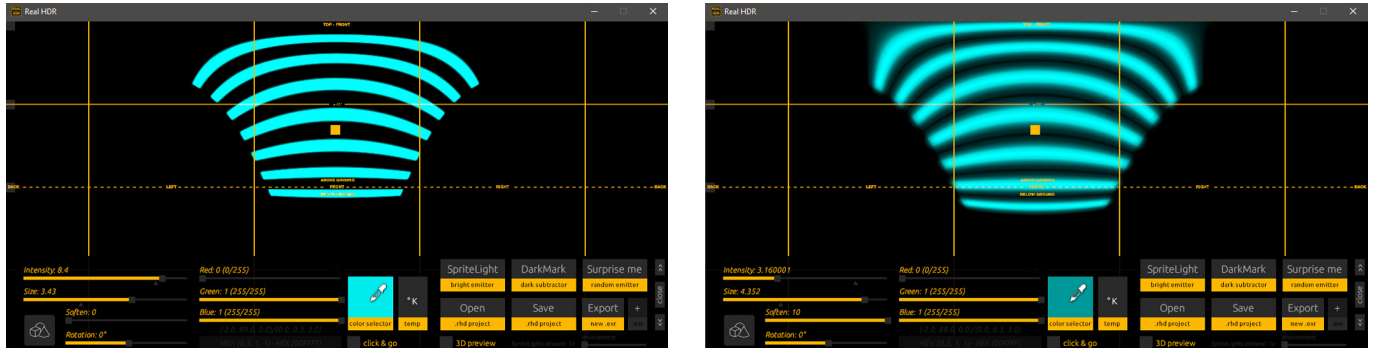 Real HDR
TOP - FRONT
ABOVE GROUND
BACK
LEFT
FRONT
RIGHT
BACK
Intensity: 8.4
Size: 3.43
Soften: 0
Rotation: 0°
Red: 0 (0/255)
Green: 1 (255/255)
Blue: 1 (255/255)
color selector
°K
temp
click & go
SpriteLight
bright emitter
DarkMark
dark subtractor
Surprise me
random emitter
Open
.rhd project
Save
.rhd project
Export
new .exr
+
.exr
3D preview
<<
close
>>
Real HDR
TOP - FRONT
BACK
LEFT
FRONT
RIGHT
BACK
BELOW GROUND
Intensity: 3.160001
Size: 4.352
Soften: 10
Rotation: 0°
Red: 0 (0/255)
Green: 1 (255/255)
Blue: 1 (255/255)
color selector
°K
temp
click & go
SpriteLight
bright emitter
DarkMark
dark subtractor
Surprise me
random emitter
Open
.rhd project
Save
.rhd project
Export
new .exr
+
.exr
3D preview
<<
close
>>